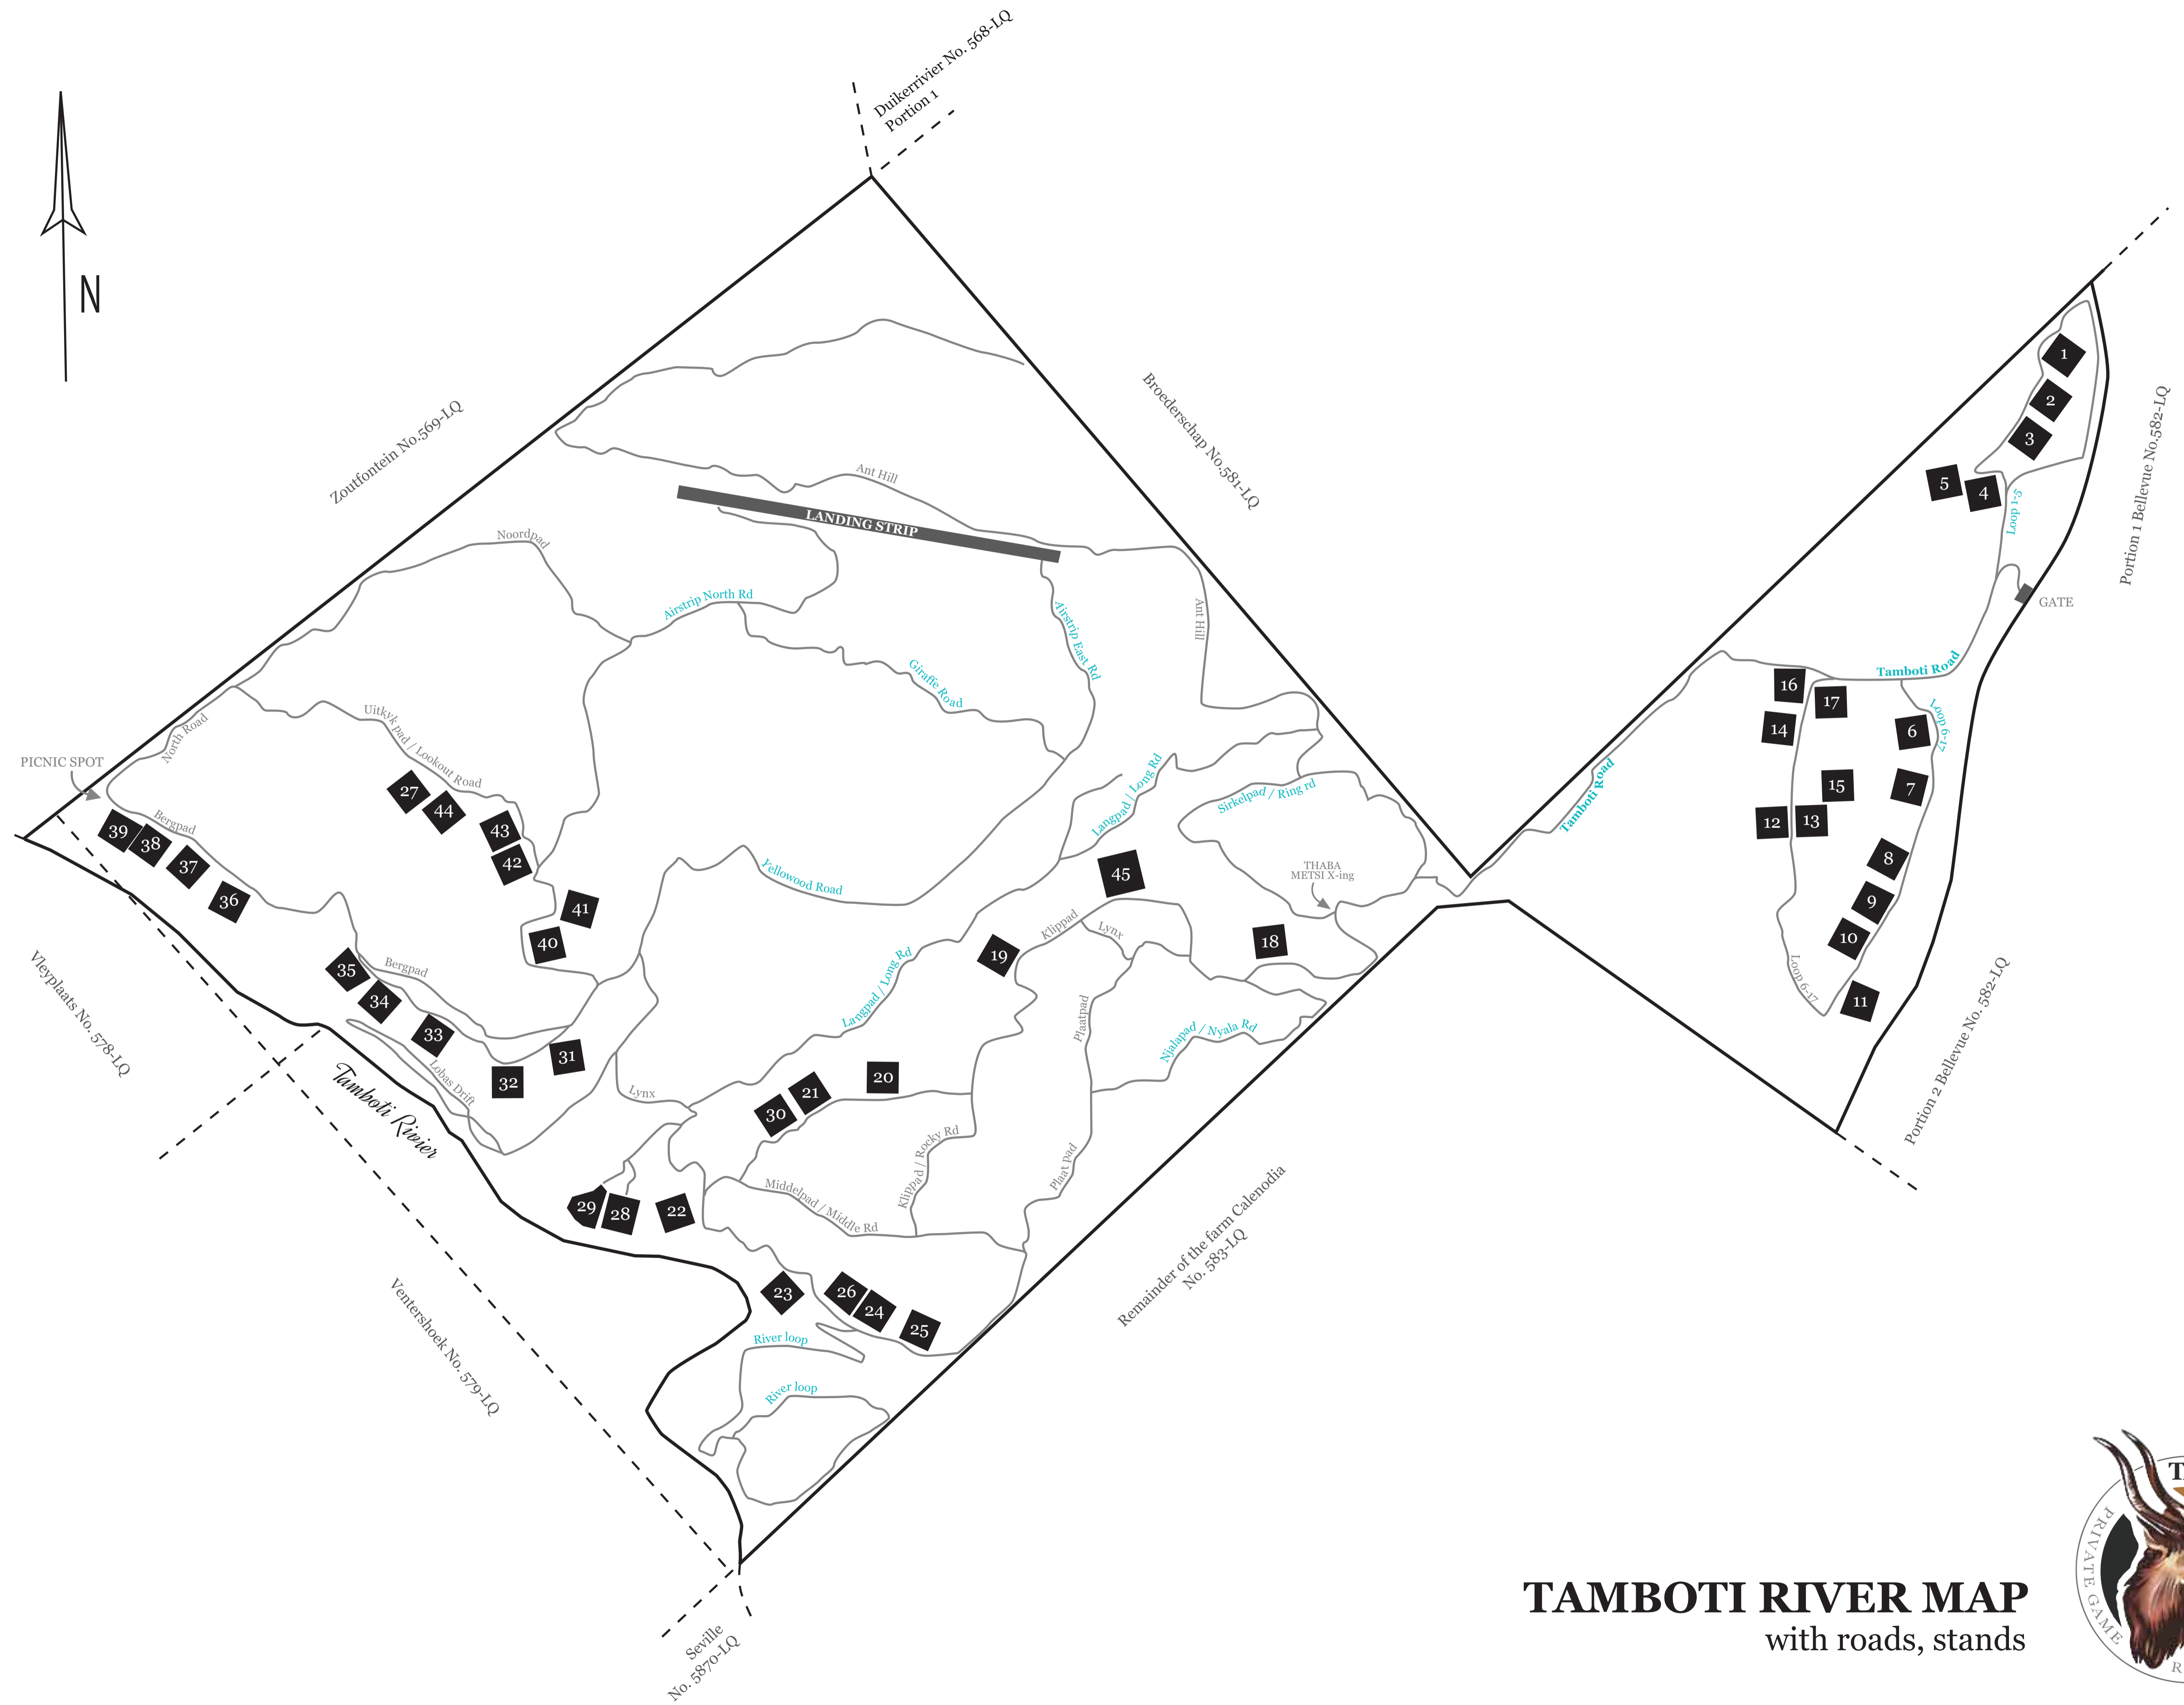 Duikerrivier No. 568-LQ
Portion 1
N
Zoutfontein No.569-LQ
Broederschap No.581-LQ
Portion 1 Bellevue No.582-LQ
1
2
3
5
4
Loop 1-5
GATE
Ant Hill
LANDING STRIP
Noordpad
Airstrip North Rd
Airstrip East Rd
Ant Hill
Giraffe Road
Tamboti Road
16
17
14
6
Loop 6-17
15
7
12
13
8
9
10
11
Loop 6-17
Tamboti Road
North Road
PICNIC SPOT
Uitkykpad / Lookout Road
27
44
43
42
39
38
37
36
Bergpad
41
40
Yellowood Road
Langpad / Long Rd
Sirkelpad / Ring rd
THABA
METSI X-ing
45
18
19
Klippad
Lynx
Langpad / Long Rd
35
34
33
Bergpad
32
31
Lobas Drift
Lynx
Plaatpad
Njalapad / Nyala Rd
20
21
30
Klippad / Rocky Rd
Plaat pad
Middelpad / Middle Rd
29
28
22
23
26
24
25
River loop
River loop
Vleyplaats No. 578-LQ
Tamboti Rivier
Ventershoek No. 579-LQ
Remainder of the farm Calenodia
No. 583-LQ
Portion 2 Bellevue No. 582-LQ
Seville
No. 5870-LQ
TAMBOTI RIVER MAP
with roads, stands
PRIVATE GAME